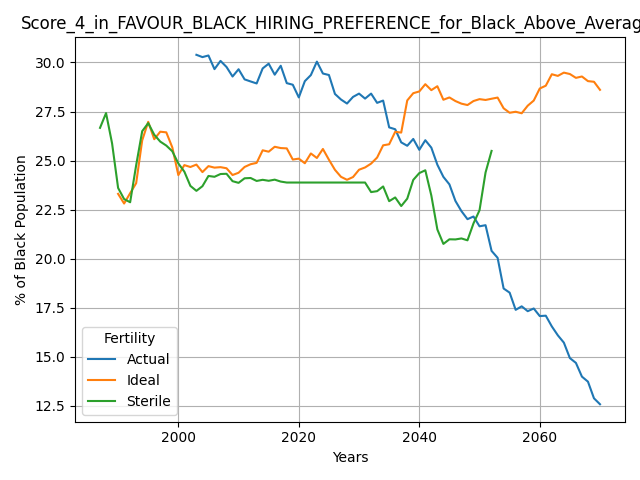 Score_4_in_FAVOUR_BLACK_HIRING_PREFERENCE_for_Black_Above_Averag
30.0
27.5
25.0
22.5
20.0
17.5
15.0
12.5
% of Black Population
Fertility
Actual
Ideal
Sterile
2000
2020
2040
2060
Years